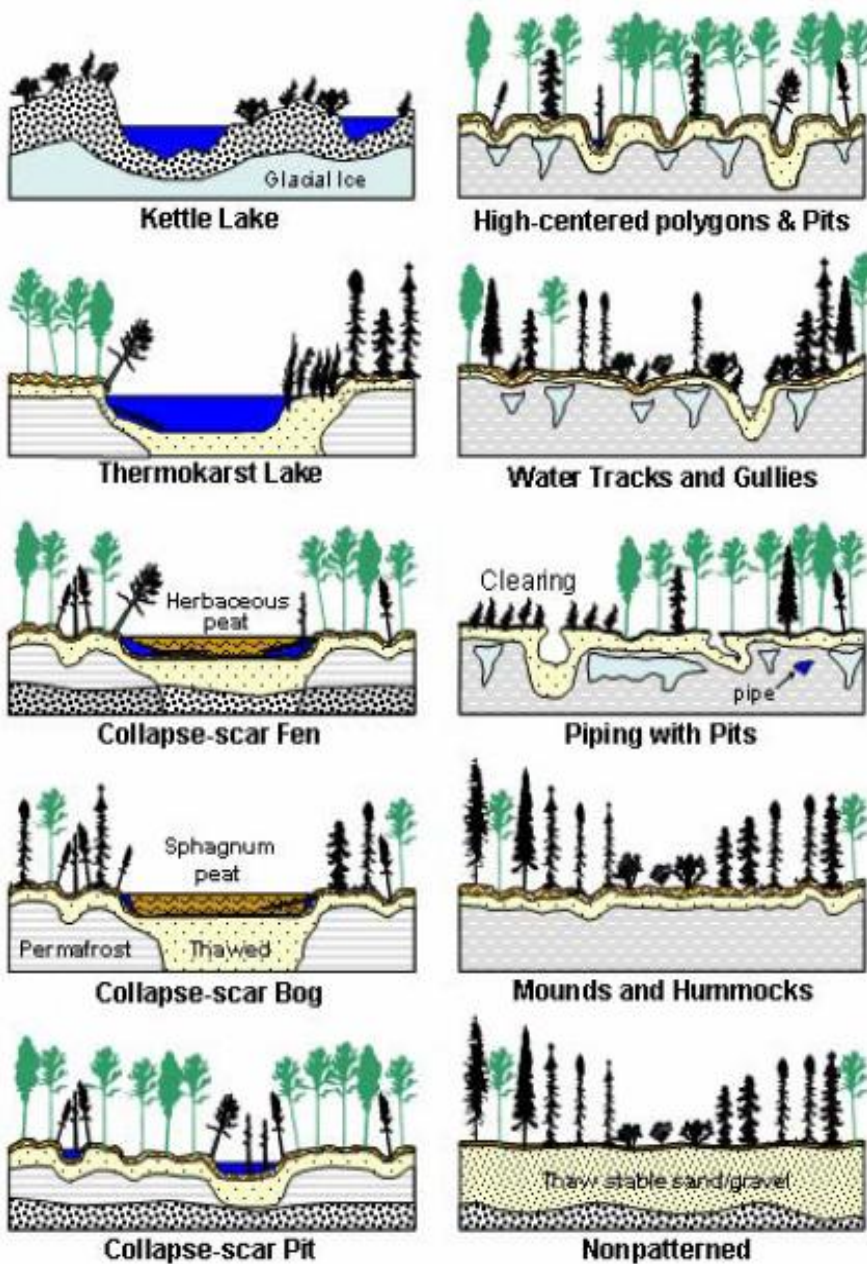 Glacial Ice
Kettle Lake
High-centered polygons & Pits
Thermokarst Lake
Water Tracks and Gullies
Herbaceous
peat
Collapse-scar Fen
Clearing
pipe
Piping with Pits
Sphagnum
peat
Permafrost
Thawed
Collapse-scar Bog
Mounds and Hummocks
Collapse-scar Pit
Thaw stable sand/gravel
Nonpatterned